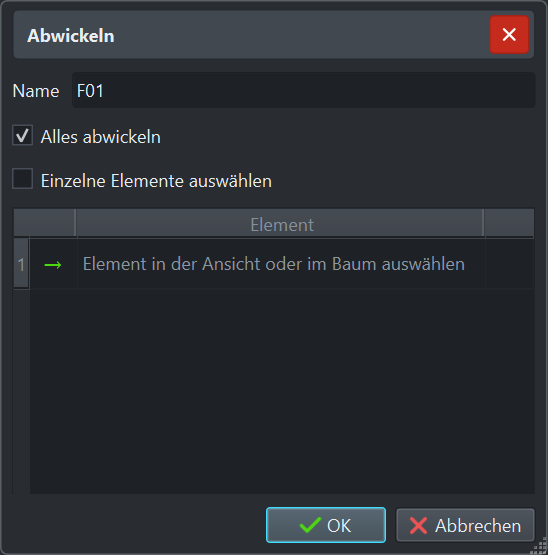 Abwickeln
Name F01
Alles abwickeln
Einzelne Elemente auswählen
Element
1 → Element in der Ansicht oder im Baum auswählen
OK Abbrechen